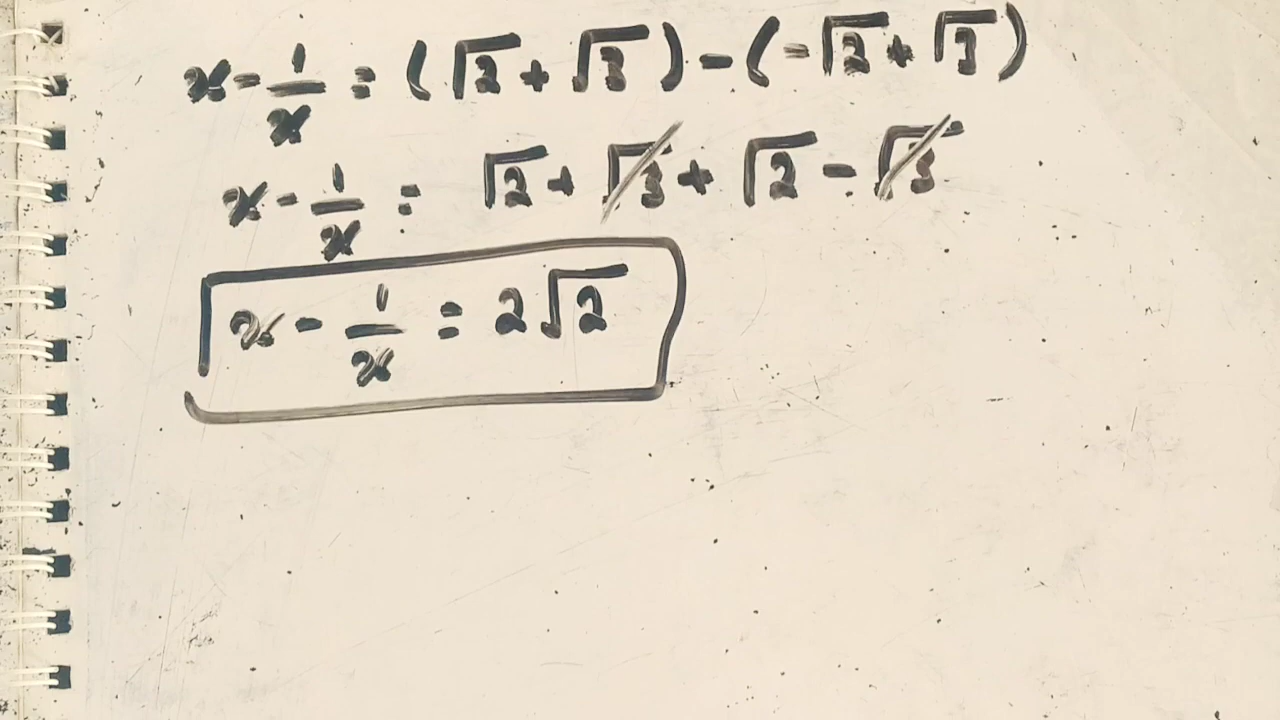 x - 1/x = (√2 + √3) - (-√2 + √3)
x - 1/x = √2 + √3 + √2 - √3
x - 1/x = 2√2